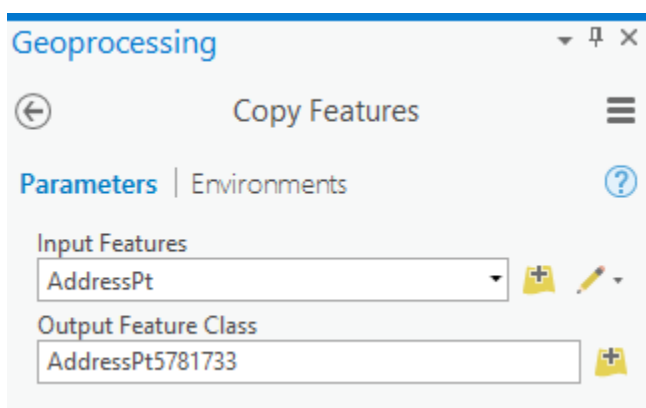 Geoprocessing
Copy Features
Parameters | Environments
Input Features
AddressPt
Output Feature Class
AddressPt5781733